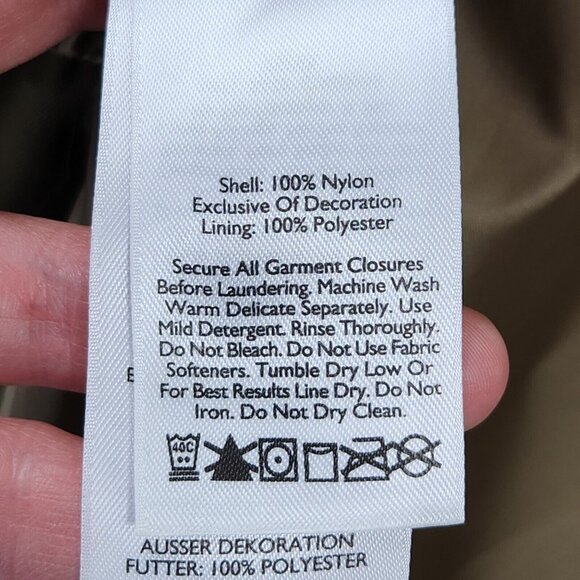 Shell: 100% Nylon
Exclusive Of Decoration
Lining: 100% Polyester
Secure All Garment Closures
Before Laundering. Machine Wash
Warm Delicate Separately. Use
Mild Detergent. Rinse Thoroughly.
Do Not Bleach. Do Not Use Fabric
Softeners. Tumble Dry Low Or
For Best Results Line Dry. Do Not
Iron. Do Not Dry Clean.
40C
AUSSER DEKORATION
FUTTER: 100% POLYESTER